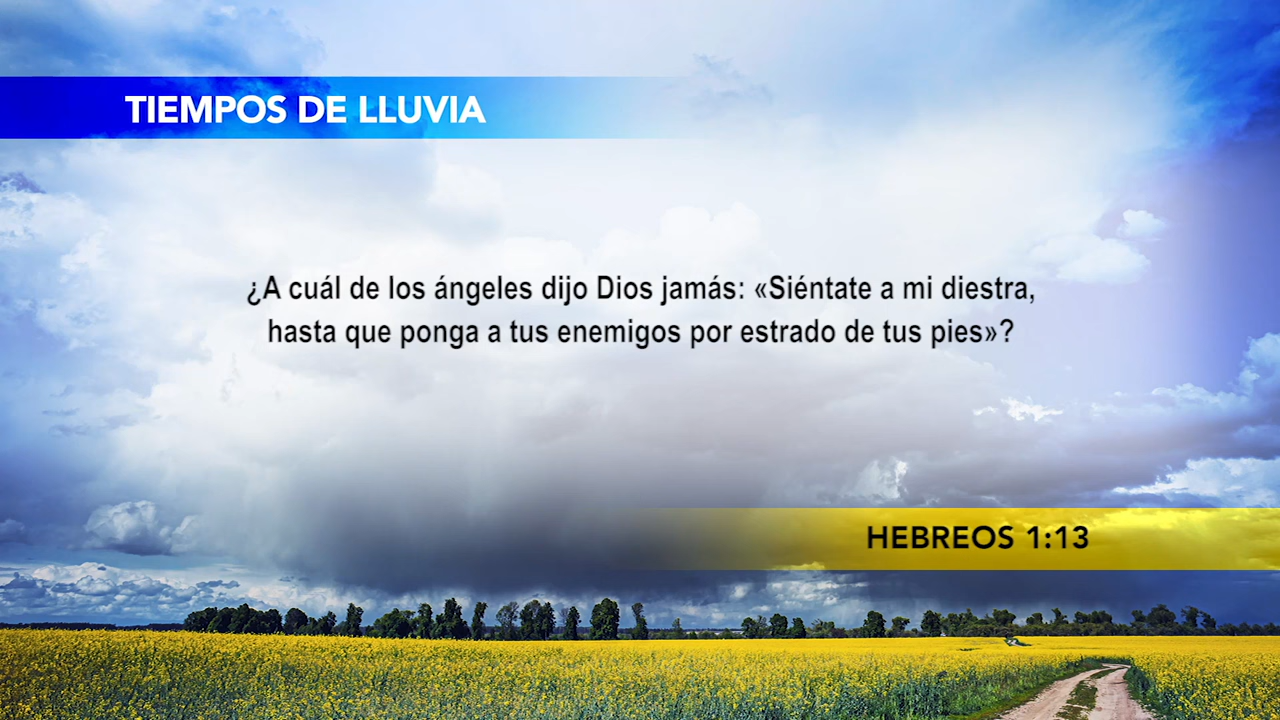 TIEMPOS DE LLUVIA
¿A cuál de los ángeles dijo Dios jamás: «Siéntate a mi diestra,
hasta que ponga a tus enemigos por estrado de tus pies»?
HEBREOS 1:13